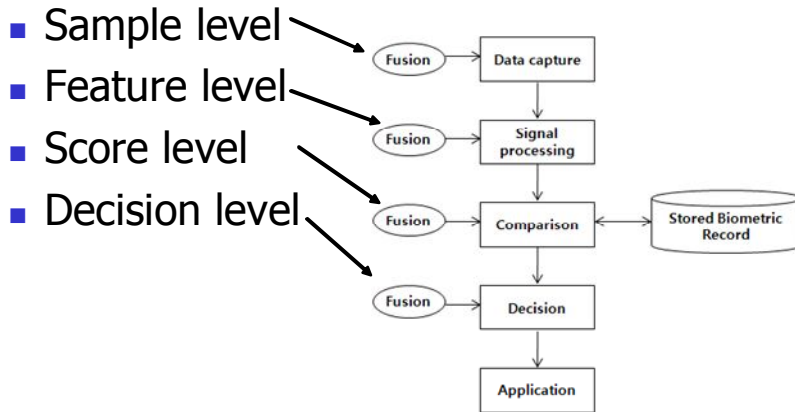 Sample level
Feature level
Score level
Decision level
Fusion
Data capture
Fusion
Signal
processing
Fusion
Comparison
Stored Biometric
Record
Fusion
Decision
Application